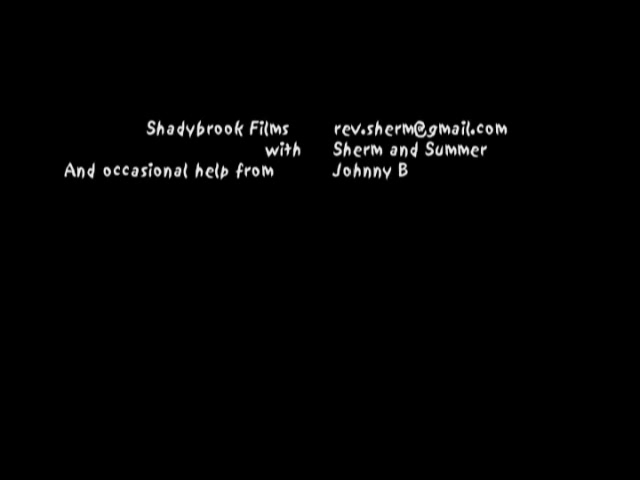 Shadybrook Films rev.sherm@gmail.com
with Sherm and Summer
And occasional help from Johnny B